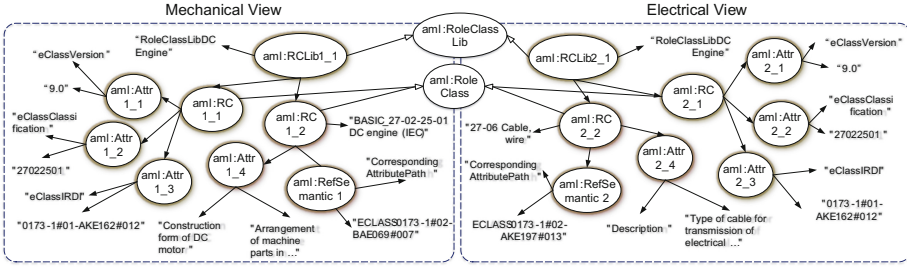 Mechanical View
Electrical View
aml:RoleClass
Lib
"RoleClassLibDC
Engine"
aml:RCLib1_1
aml:RCLib2_1
"RoleClassLibDC
Engine"
"eClassVersion"
"9.0"
aml:Attr
1_1
aml:RC
1_1
aml:Role
Class
aml:RC
2_1
aml:Attr
2_1
"eClassVersion"
"9.0"
"eClassClassi
fication"
"27022501"
aml:Attr
1_2
aml:RC
1_2
"BASIC_27-02-25-01
DC engine (IEQ)"
"27-06 Cable,
wire"
aml:RC
2_2
aml:Attr
2_2
"eClassClassi
fication"
"27022501"
aml:Attr
1_3
"eClassIRDI"
"0173-1#01-AKE162#012"
aml:Attr
1_4
aml:RefSe
mantic 1
"Corresponding
AttributePath"
"Corresponding
AttributePath"
aml:RefSe
mantic 2
aml:Attr
2_4
aml:Attr
2_3
"eClassIRDI"
"0173-1#01-
AKE162#012"
"Construction
form of DC
motor"
"Arrangement
of machine
parts in ..."
"ECLASS0173-1#02-
BAE069#007"
ECLASS0173-1#02-
AKE197#013"
"Description"
"Type of cable for
transmission of
electrical ..."